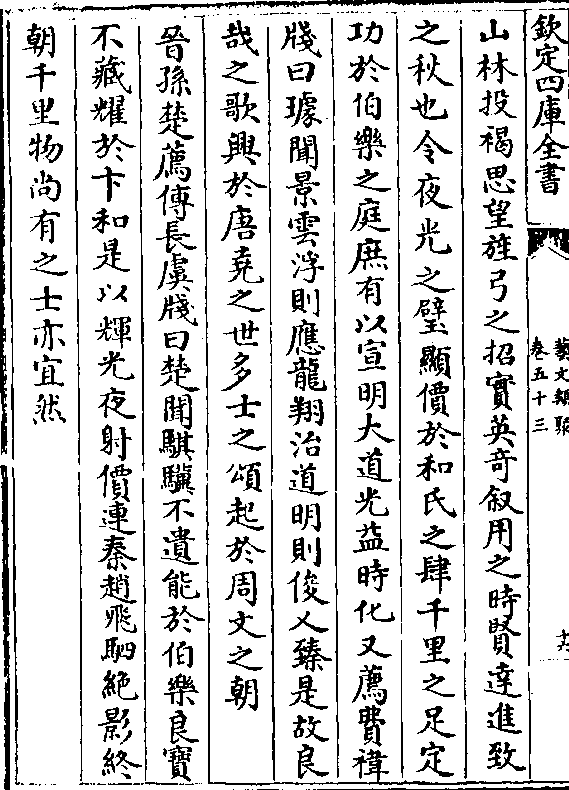 欽定四庫全書
藝文類聚
卷五十三
山林投褐思望旌弓之招實英奇叙用之時賢達進致
之秋也令夜光之璧顯價於和氏之肆千里之足定
功於伯樂之庭庶有以宣明大道光益時化又薦費禕
牋曰璩聞景雲浮則應龍翔治道明則俊乂臻是故良
哉之歌興於唐堯之世多士之頌起於周文之朝
晉孫楚薦傅長虞牋曰楚聞騏驥不遺能於伯樂良寶
不藏耀於卞和是以輝光夜射價連秦趙飛駟絶影終
朝千里物尚有之士亦宜然